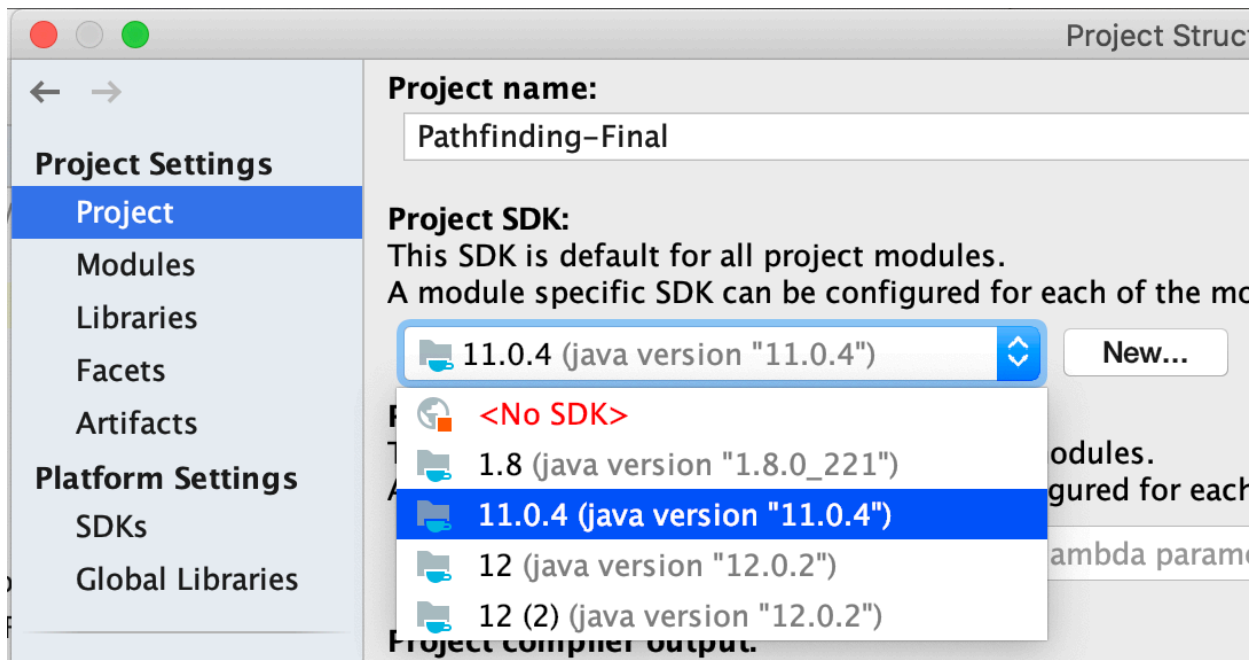 Project Struc
Project Settings
Project
Modules
Libraries
Facets
Artifacts
Platform Settings
SDKs
Global Libraries
Project name:
Pathfinding-Final
Project SDK:
This SDK is default for all project modules.
A module specific SDK can be configured for each of the mo
11.0.4 (java version "11.0.4")
New...
<No SDK>
1.8 (java version "1.8.0_221")
odules.
11.0.4 (java version "11.0.4")
gured for each
12 (java version "12.0.2")
ambda parame
12 (2) (java version "12.0.2")
Project compiler output: